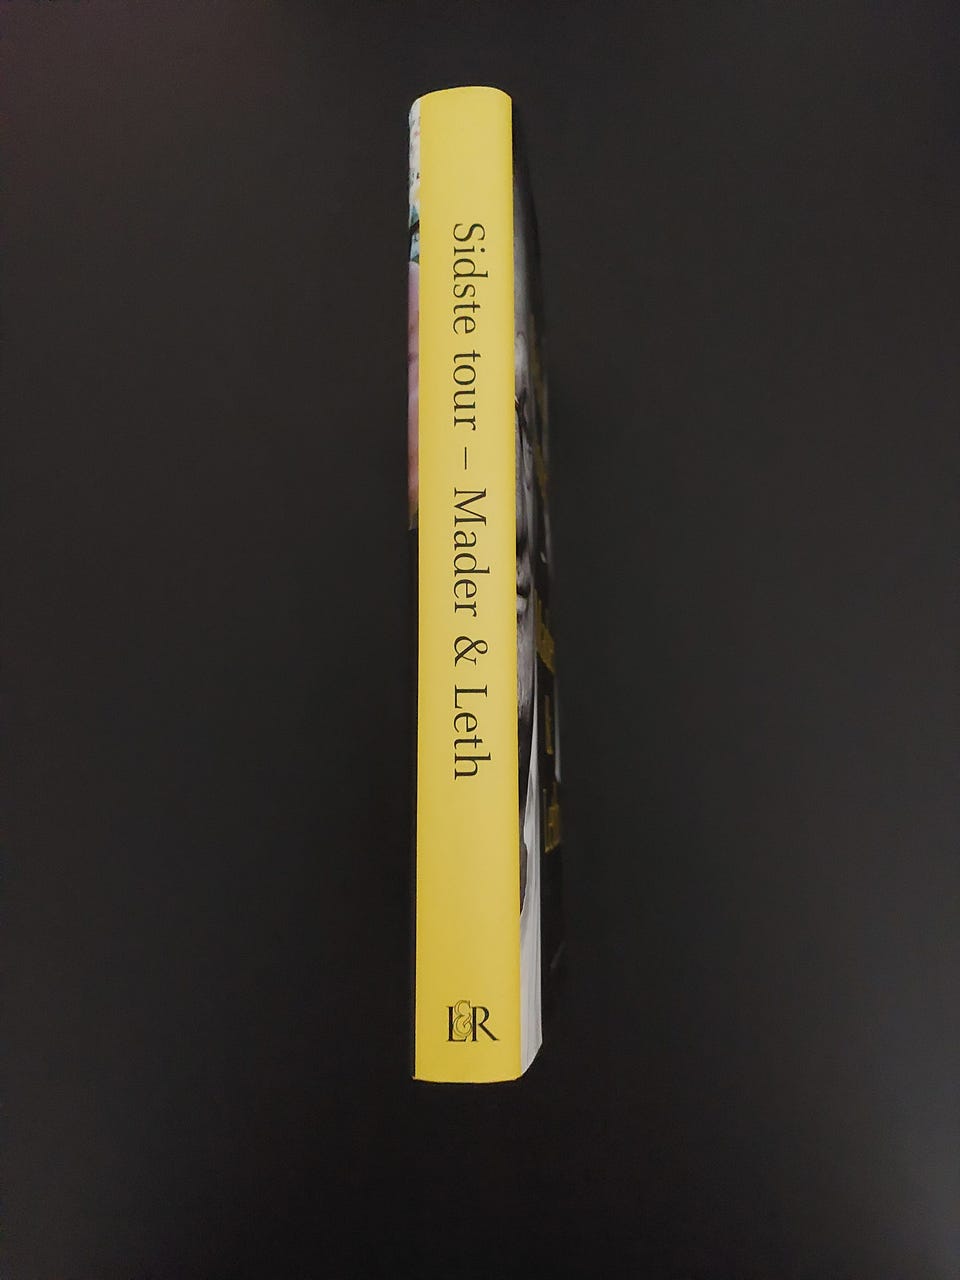 Sidste tour – Mader & Leth
L&R